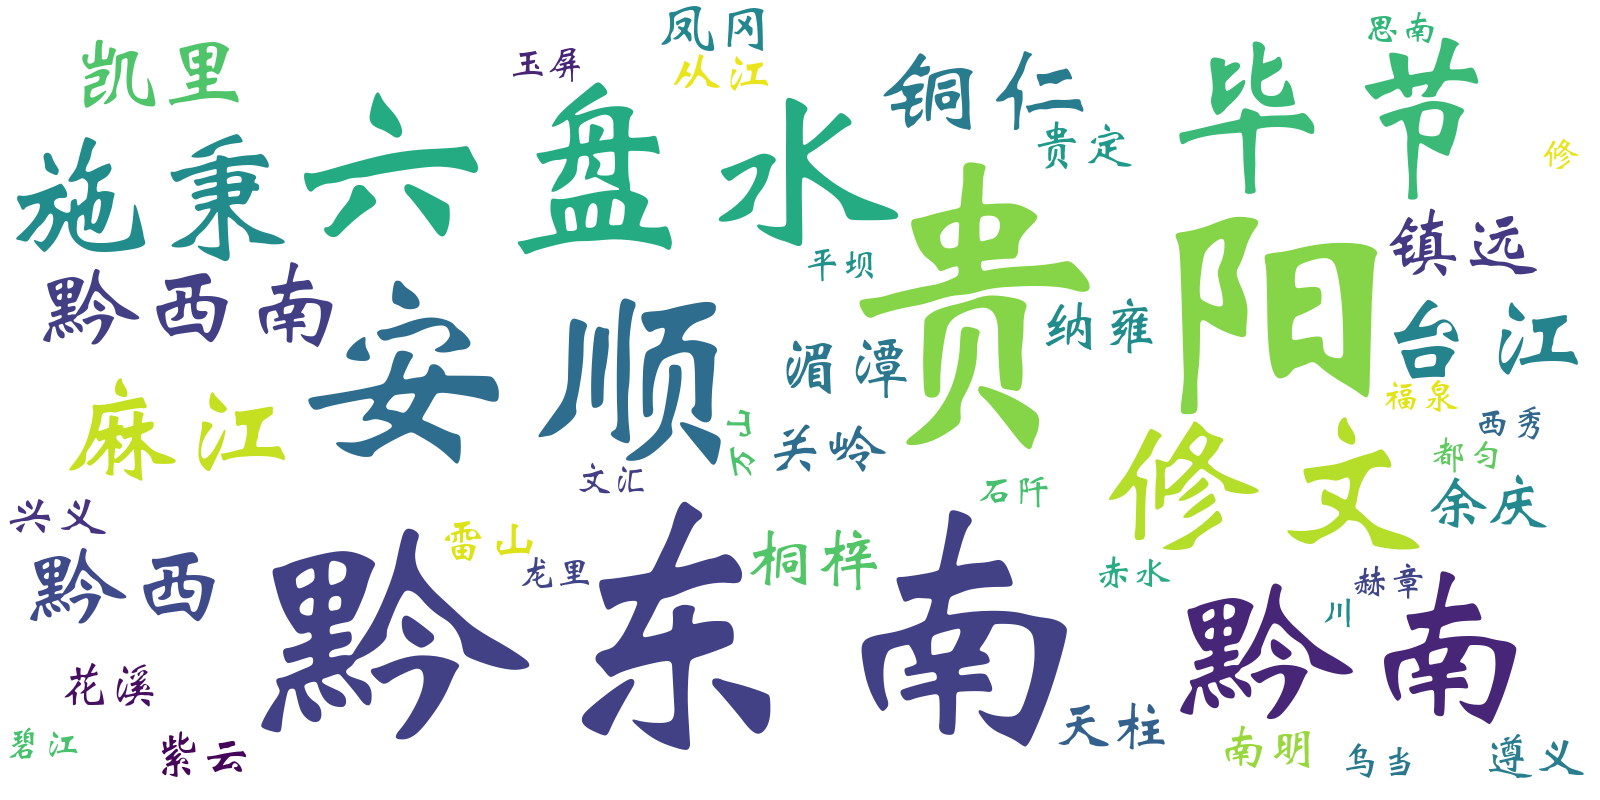 凤冈
思南
凯里
玉屏
从江
铜仁
毕节
六盘水
贵定
修
施秉
镇远
贵阳
平坝
黔西南
安顺
纳雍
台江
湄潭
福泉
麻江
西秀
万山
关岭
都匀
修文
文汇
石阡
余庆
兴义
雷山
桐梓
龙里
赤水
黔西
赫章
黔东南
川
黔南
花溪
天柱
碧江
紫云
南明
乌当
遵义